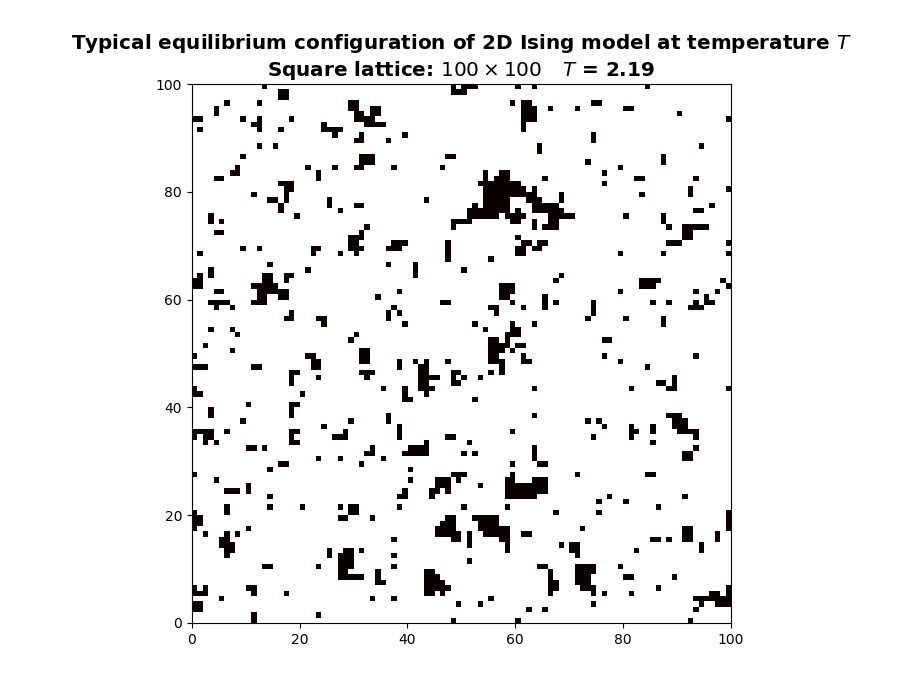 Typical equilibrium configuration of 2D Ising model at temperature T
Square lattice: 100 × 100 T = 2.19
100
80
60
40
20
0
0 20 40 60 80 100